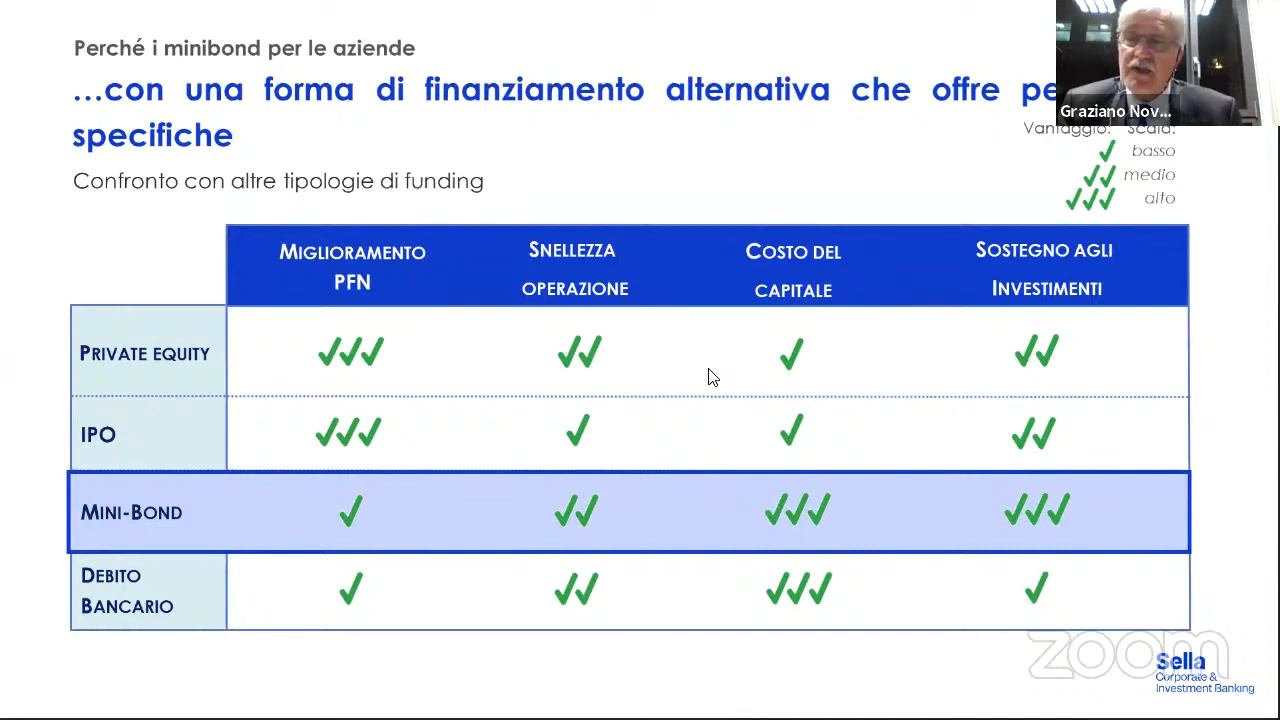 Perché i minibond per le aziende
...con una forma di finanziamento alternativa che offre
specifiche
Graziano Nov...
Vantaggio: Scala:
basso
medio
alto
Confronto con altre tipologie di funding
MIGLIORAMENTO
PFN
SNELLEZZA
OPERAZIONE
COSTO DEL
CAPITALE
SOSTEGNO AGLI
INVESTIMENTI
PRIVATE EQUITY
IPO
MINI-BOND
DEBITO
BANCARIO
zoom
Sella
Corporate &
Investment Banking